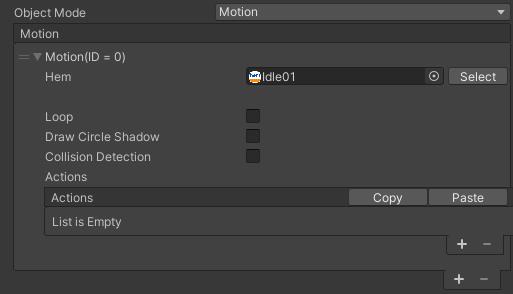 Object Mode Motion
Motion
Motion(ID = 0)
Hem Idle01 Select
Loop
Draw Circle Shadow
Collision Detection
Actions
Actions Copy Paste
List is Empty
+ −
+ −